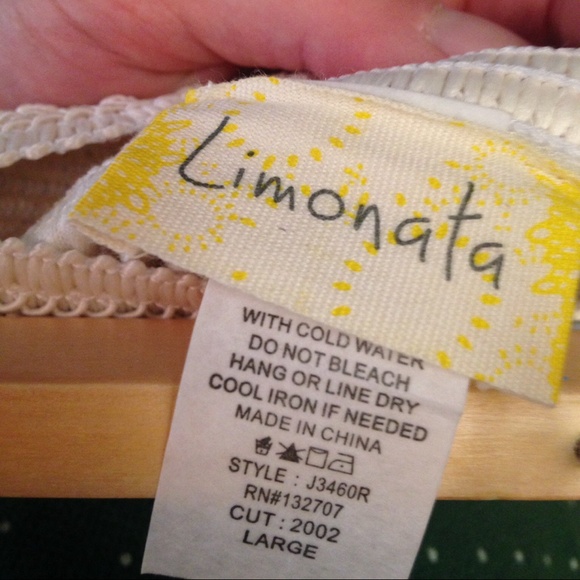 Limonata
WITH COLD WATER
DO NOT BLEACH
HANG OR LINE DRY
COOL IRON IF NEEDED
MADE IN CHINA
STYLE : J3460R
RN#132707
CUT : 2002
LARGE